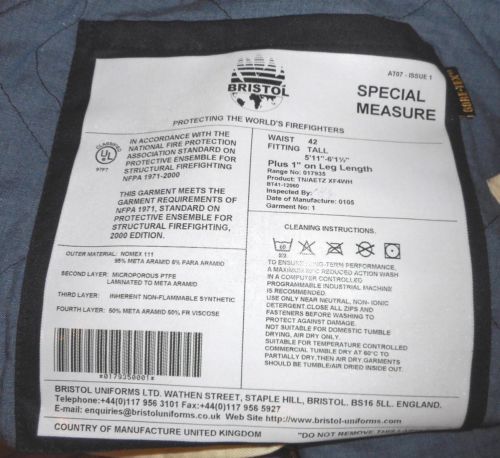 BRISTOL
AT07 - ISSUE 1
SPECIAL
MEASURE
GORE-TEX
PROTECTING THE WORLD'S FIREFIGHTERS
CLASSIFIED
UL
IN ACCORDANCE WITH THE
NATIONAL FIRE PROTECTION
ASSOCIATION STANDARD ON
PROTECTIVE ENSEMBLE FOR
STRUCTURAL FIREFIGHTING
NFPA 1971-2000
THIS GARMENT MEETS THE
GARMENT REQUIREMENTS OF
NFPA 1971, STANDARD ON
PROTECTIVE ENSEMBLE FOR
STRUCTURAL FIREFIGHTING,
2000 EDITION.
WAIST 42
FITTING TALL
5'11"-6'1½"
Plus 1" on Leg Length
Range No: 017935
Product: TN/AETZ XF4WH
BT41-12060
Inspected By:
Date of Manufacture: 0105
Garment No: 1
OUTER MATERIAL: NOMEX 111
95% META ARAMID 5% PARA ARAMID
SECOND LAYER: MICROPOROUS PTFE
LAMINATED TO META ARAMID
THIRD LAYER: INHERENT NON-FLAMMABLE SYNTHETIC
FOURTH LAYER: 50% META ARAMID 50% FR VISCOSE
*0179350001*
CLEANING INSTRUCTIONS.
60
TO ENSURE LONG-TERM PERFORMANCE,
A MAXIMUM 60°C REDUCED ACTION WASH
IN A COMPUTER CONTROLLED
PROGRAMMABLE INDUSTRIAL MACHINE
IS RECOMMENDED.
USE ONLY NEAR NEUTRAL, NON- IONIC
DETERGENT.CLOSE ALL ZIPS AND
FASTENERS BEFORE WASHING TO
PROTECT AGAINST DAMAGE.
NOT SUITABLE FOR DOMESTIC TUMBLE
DRYING, AIR DRY ONLY.
SUITABLE FOR TEMPERATURE CONTROLLED
COMMERCIAL TUMBLE DRY AT 60°C TO
PARTIALLY DRY,THEN AIR DRY.GARMENTS
SHOULD BE TUMBLE/AIR DRIED INSIDE OUT.
BRISTOL UNIFORMS LTD. WATHEN STREET, STAPLE HILL, BRISTOL. BS16 5LL. ENGLAND.
Telephone:+44(0)117 956 3101 Fax:+44(0)117 956 5927
E-mail: enquiries@bristoluniforms.co.uk Web Site http://www.bristol-uniforms.com
COUNTRY OF MANUFACTURE UNITED KINGDOM "DO NOT REMOVE THIS